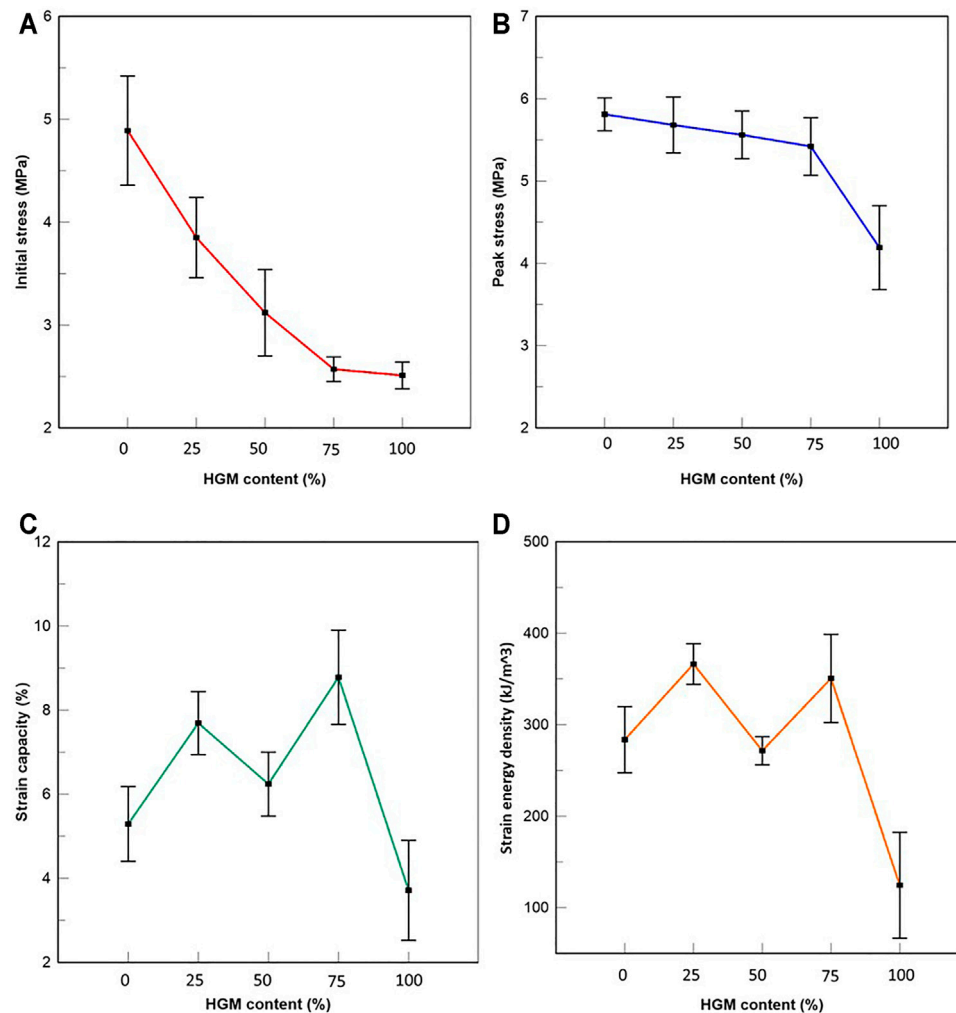 A
6
5
4
3
2
Initial stress (MPa)
0 25 50 75 100
HGM content (%)
B
7
6
5
4
3
2
Peak stress (MPa)
0 25 50 75 100
HGM content (%)
C
12
10
8
6
4
2
Strain capacity (%)
0 25 50 75 100
HGM content (%)
D
500
400
300
200
100
Strain energy density (kJ/m^3)
0 25 50 75 100
HGM content (%)